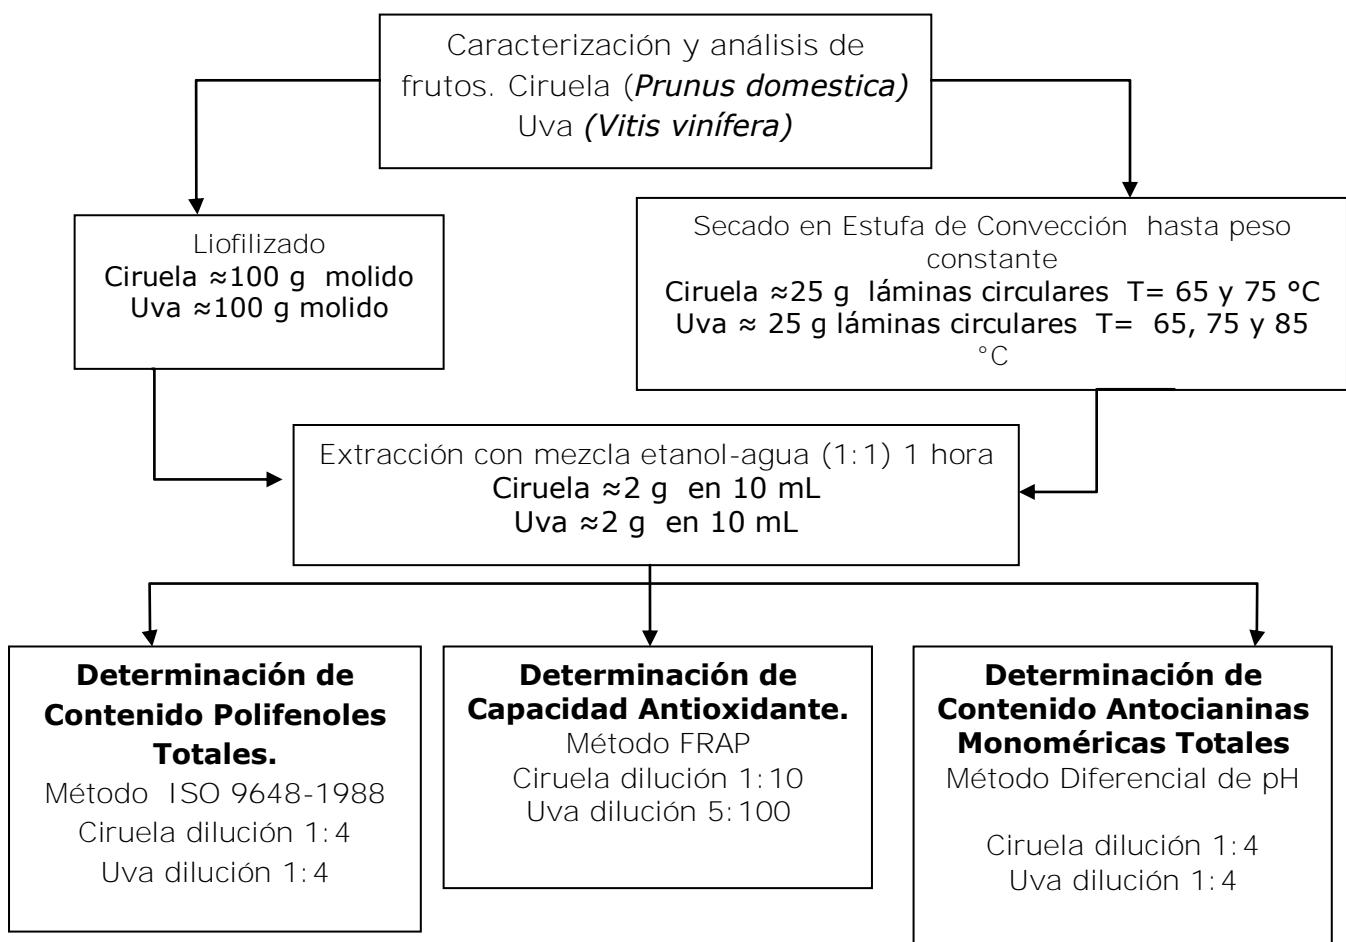 Caracterización y análisis de
frutos. Ciruela (Prunus domestica)
Uva (Vitis vinífera)
Liofilizado
Ciruela ≈100 g molido
Uva ≈100 g molido
Secado en Estufa de Convección hasta peso
constante
Ciruela ≈25 g láminas circulares T= 65 y 75 °C
Uva ≈ 25 g láminas circulares T= 65, 75 y 85
°C
Extracción con mezcla etanol-agua (1:1) 1 hora
Ciruela ≈2 g en 10 mL
Uva ≈2 g en 10 mL
Determinación de
Contenido Polifenoles
Totales.
Método ISO 9648-1988
Ciruela dilución 1:4
Uva dilución 1:4
Determinación de
Capacidad Antioxidante.
Método FRAP
Ciruela dilución 1:10
Uva dilución 5:100
Determinación de
Contenido Antocianinas
Monoméricas Totales
Método Diferencial de pH
Ciruela dilución 1:4
Uva dilución 1:4